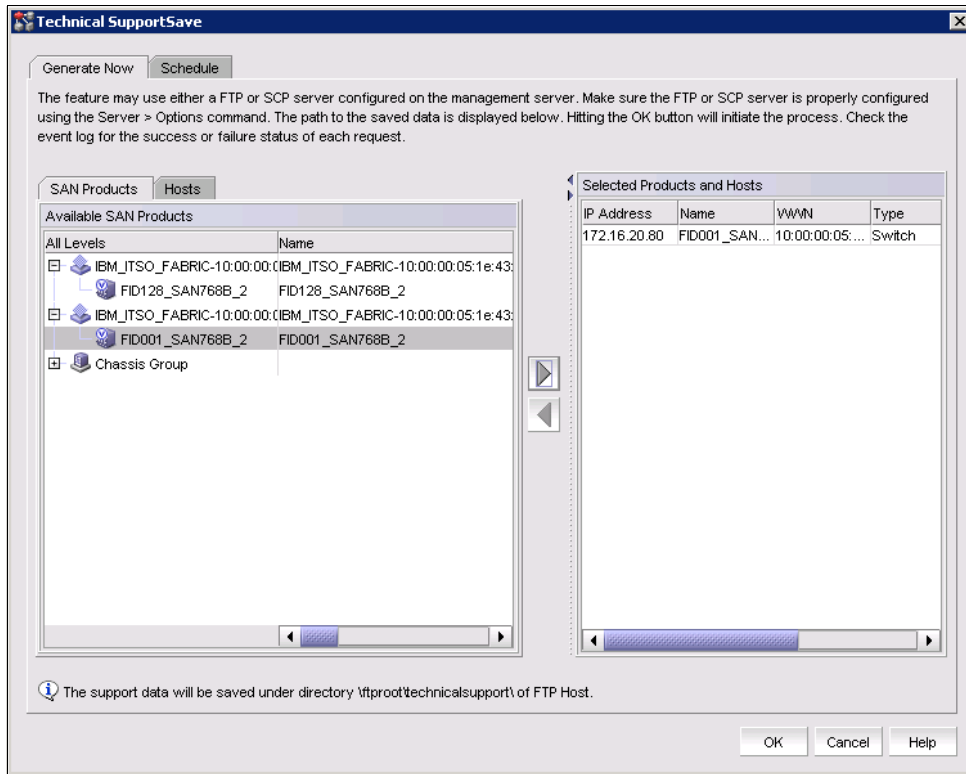 Technical SupportSave
Generate Now Schedule
The feature may use either a FTP or SCP server configured on the management server. Make sure the FTP or SCP server is properly configured
using the Server > Options command. The path to the saved data is displayed below. Hitting the OK button will initiate the process. Check the
event log for the success or failure status of each request.
SAN Products Hosts
Available SAN Products
All Levels Name
IBM_ITSO_FABRIC-10:00:00:0 IBM_ITSO_FABRIC-10:00:00:05:1e:43:
FID128_SAN768B_2 FID128_SAN768B_2
IBM_ITSO_FABRIC-10:00:00:0 IBM_ITSO_FABRIC-10:00:00:05:1e:43:
FID001_SAN768B_2 FID001_SAN768B_2
Chassis Group
Selected Products and Hosts
IP Address Name WWN Type
172.16.20.80 FID001_SAN... 10:00:00:05:... Switch
The support data will be saved under directory \ftproot\technicalsupport\ of FTP Host.
OK Cancel Help